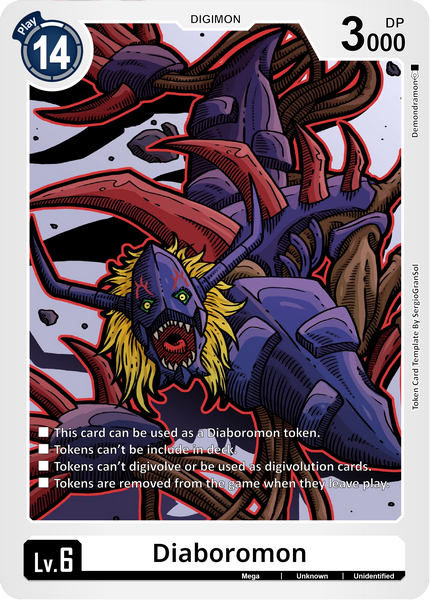 Play
14
DIGIMON
DP
3000
Demondramon
Token Card Template By SergioGranSol
This card can be used as a Diaboromon token.
Tokens can't be include in deck.
Tokens can't digivolve or be used as digivolution cards.
Tokens are removed from the game when they leave play.
Lv.6
Diaboromon
Mega | Unknown | Unidentified